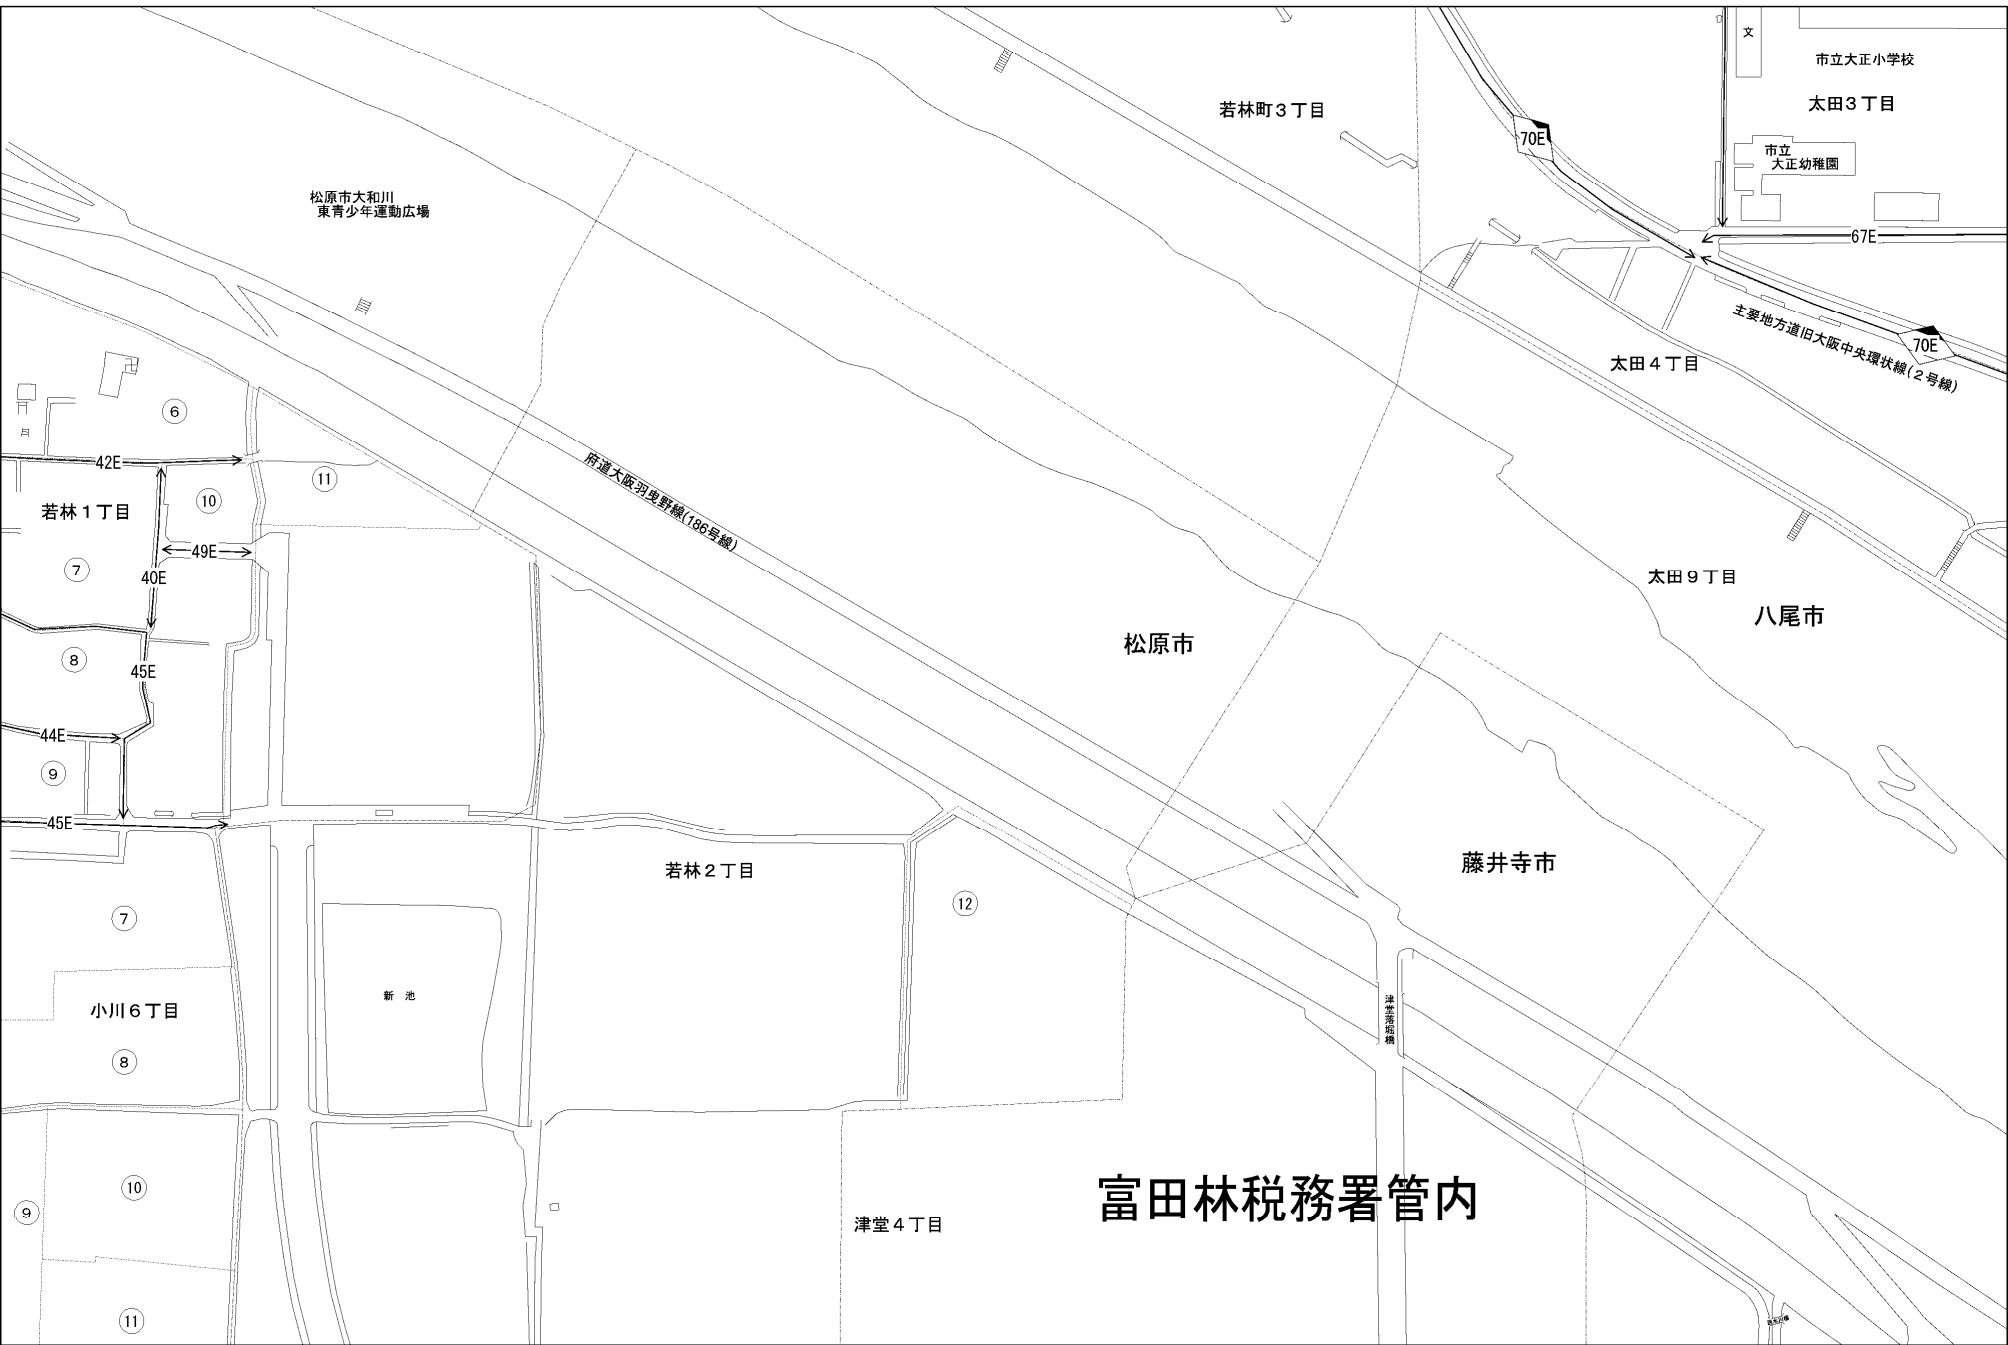 文
市立大正小学校
太田３丁目
若林町３丁目
70E
市立
大正幼稚園
松原市大和川
東青少年運動広場
67E
主要地方道旧大阪中央環状線(２号線)
70E
太田４丁目
⑥
42E
⑪
府道大阪羽曳野線(186号線)
⑩
若林１丁目
49E
⑦
40E
太田９丁目
八尾市
松原市
⑧
45E
44E
⑨
45E
藤井寺市
若林２丁目
⑫
⑦
新池
津堂落堀橋
小川６丁目
⑧
⑩
富田林税務署管内
⑨
津堂４丁目
⑪